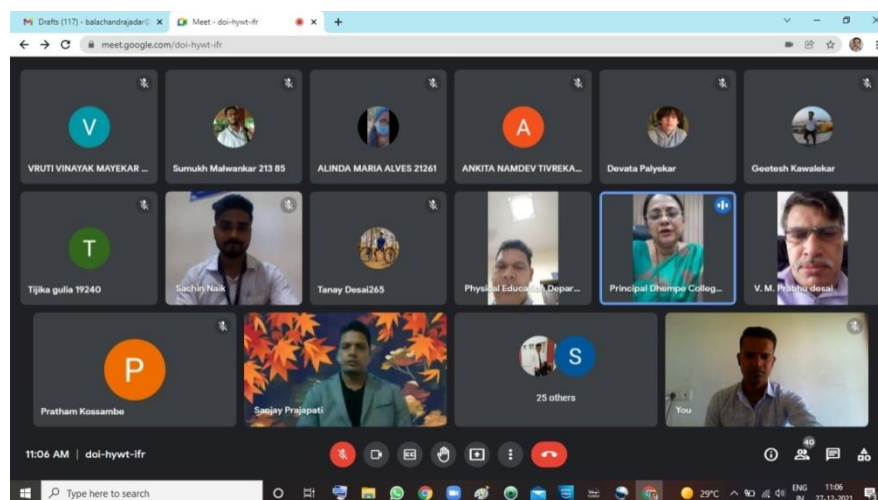 Drafts (117) - balachandrajadar@
Meet - doi-hywt-ifr
meet.google.com/doi-hywt-ifr
V
A
VRUTI VINAYAK MAYEKAR ...
Sumukh Malwankar 213 85
ALINDA MARIA ALVES 21261
ANKITA NAMDEV TIVREKA...
Devata Palyekar
Geetesh Kawalekar
T
Tijika gulia 19240
Sachin Naik
Tanay Desai265
Physical Education Depar...
Principal Dhempe Colleg...
V. M. Prabhu desai
P
S
25 others
Pratham Kossambe
Sanjay Prajapati
You
11:06 AM | doi-hywt-ifr
40
Type here to search
29°C
ENG
IN
11:06
27-12-2021